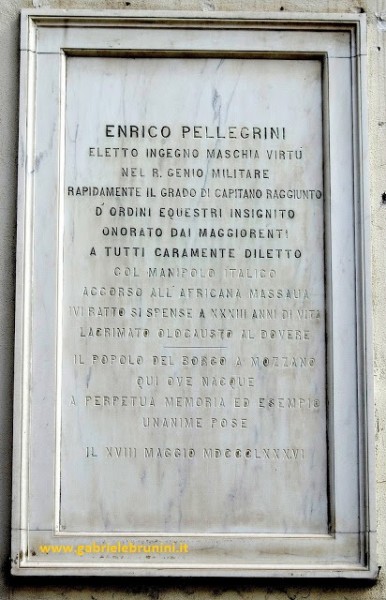 ENRICO PELLEGRINI
ELETTO INGEGNO MASCHIA VIRTÚ
NEL R. GENIO MILITARE
RAPIDAMENTE IL GRADO DI CAPITANO RAGGIUNTO
D'ORDINI EQUESTRI INSIGNITO
ONORATO DAI MAGGIORENTI
A TUTTI CARAMENTE DILETTO
COL MANIPOLO ITALICO
ACCORSO ALL'AFRICANA MASSAUA
IVI RATTO SI SPENSE A XXXIII ANNI DI VITA
LACRIMATO OLOCAUSTO AL DOVERE
IL POPOLO DEL BORGO A MOZZANO
QUI OVE NACQUE
A PERPETUA MEMORIA ED ESEMPIO
UNANIME POSE
IL XVIII MAGGIO MDCCCLXXXVI
www.gabrielebrunini.it